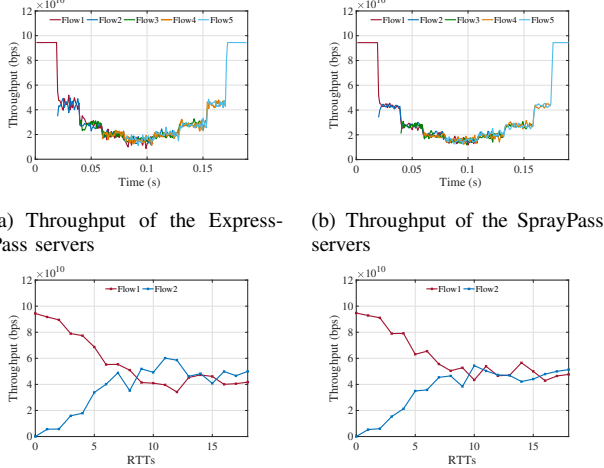 ×10^10
Flow1 Flow2 Flow3 Flow4 Flow5
Throughput (bps)
12
10
8
6
4
2
0
0 0.05 0.1 0.15
Time (s)
×10^10
Flow1 Flow2 Flow3 Flow4 Flow5
Throughput (bps)
12
10
8
6
4
2
0
0 0.05 0.1 0.15
Time (s)
) Throughput of the Express-
Pass servers
(b) Throughput of the SprayPass
servers
×10^10
Flow1 Flow2
Throughput (bps)
12
10
8
6
4
2
0
0 5 10 15
RTTs
×10^10
Flow1 Flow2
Throughput (bps)
12
10
8
6
4
2
0
0 5 10 15
RTTs